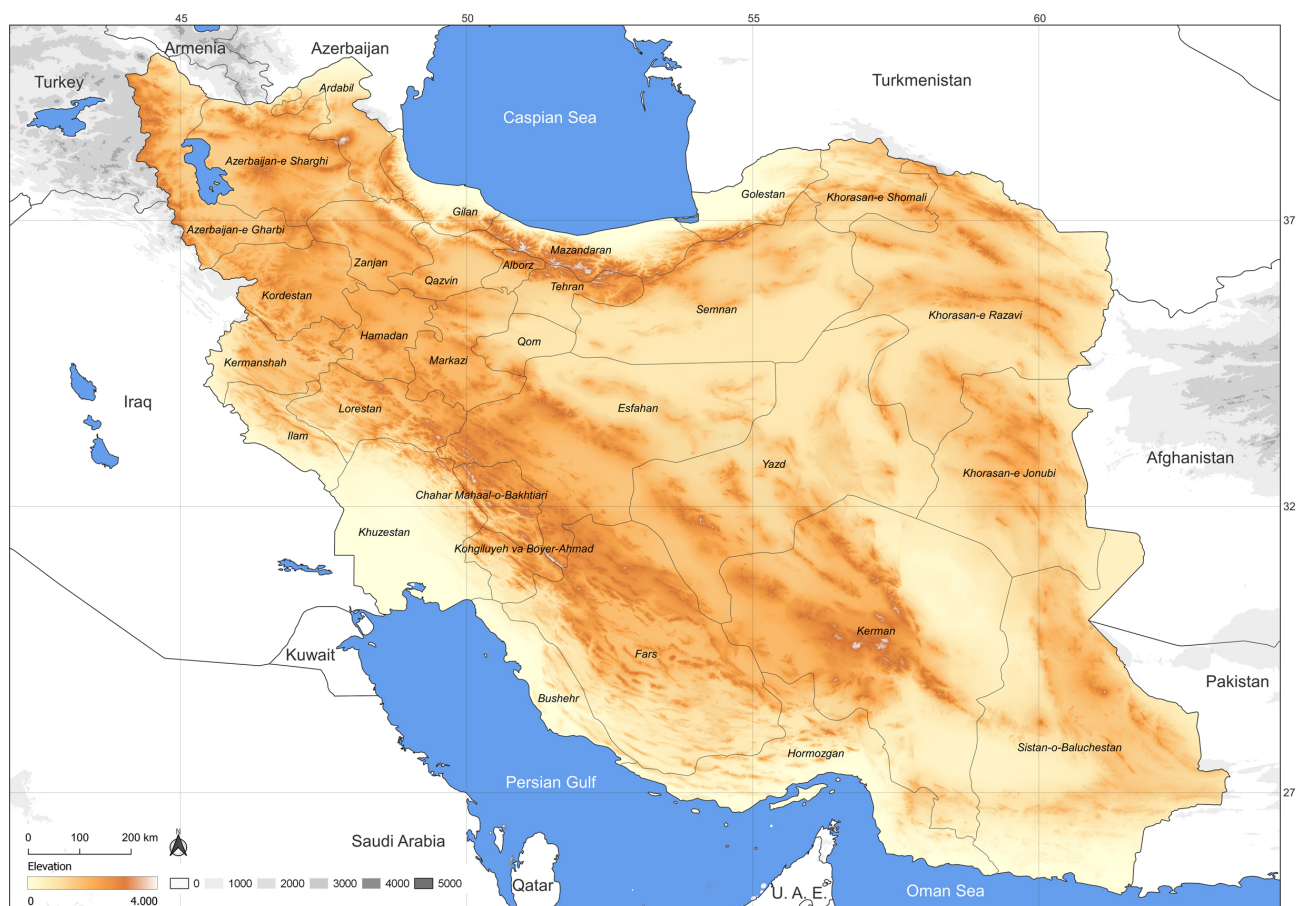 45
50
55
60
Armenia
Azerbaijan
Turkey
Ardabil
Turkmenistan
Caspian Sea
Azerbaijan-e Sharghi
Golestan
Khorasan-e Shomali
Gilan
37
Azerbaijan-e Gharbi
Mazandaran
Zanjan
Alborz
Qazvin
Tehran
Kordestan
Semnan
Khorasan-e Razavi
Hamadan
Qom
Kermanshah
Markazi
Iraq
Lorestan
Esfahan
Ilam
Yazd
Afghanistan
Khorasan-e Jonubi
Chahar Mahaal-o-Bakhtiari
32
Khuzestan
Kohgiluyeh va Boyer-Ahmad
Kerman
Kuwait
Fars
Pakistan
Bushehr
Sistan-o-Baluchestan
Hormozgan
Persian Gulf
27
0 100 200 km
N
Saudi Arabia
Elevation
0 4.000
0 1000 2000 3000 4000 5000
Qatar
U. A. E.
Oman Sea